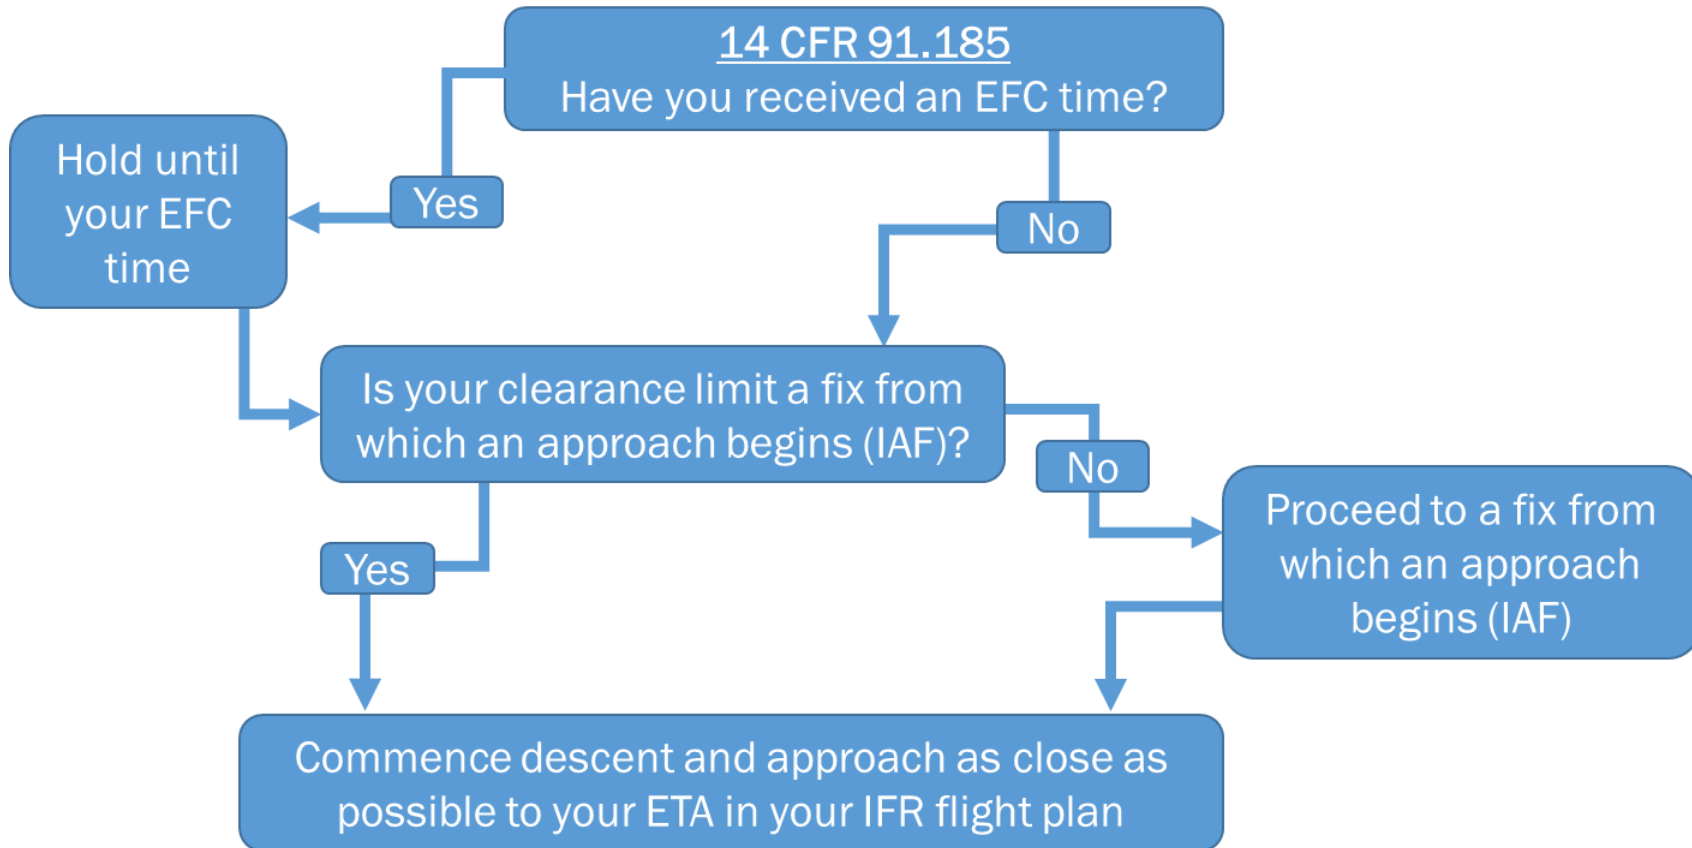 14 CFR 91.185
Have you received an EFC time?
Hold until
your EFC
time
Yes
No
Is your clearance limit a fix from
which an approach begins (IAF)?
No
Yes
Proceed to a fix from
which an approach
begins (IAF)
Commence descent and approach as close as
possible to your ETA in your IFR flight plan